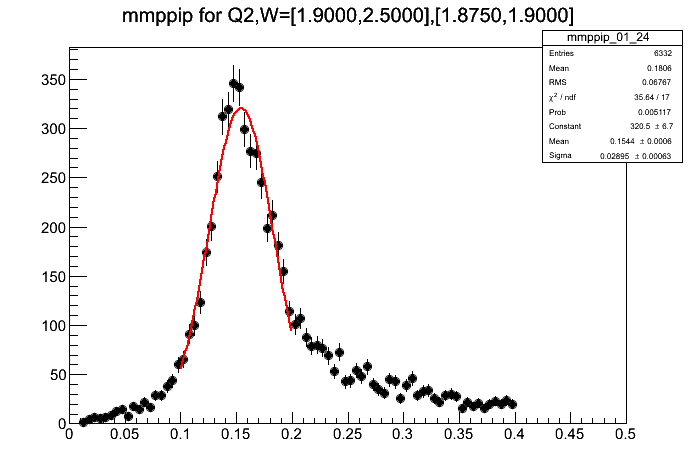 mmppip for Q2,W=[1.9000,2.5000],[1.8750,1.9000]
mmppip_01_24
Entries 6332
Mean 0.1806
RMS 0.06767
χ² / ndf 35.64 / 17
Prob 0.005117
Constant 320.5 ± 6.7
Mean 0.1544 ± 0.0006
Sigma 0.02895 ± 0.00063
350
300
250
200
150
100
50
0
0 0.05 0.1 0.15 0.2 0.25 0.3 0.35 0.4 0.45 0.5